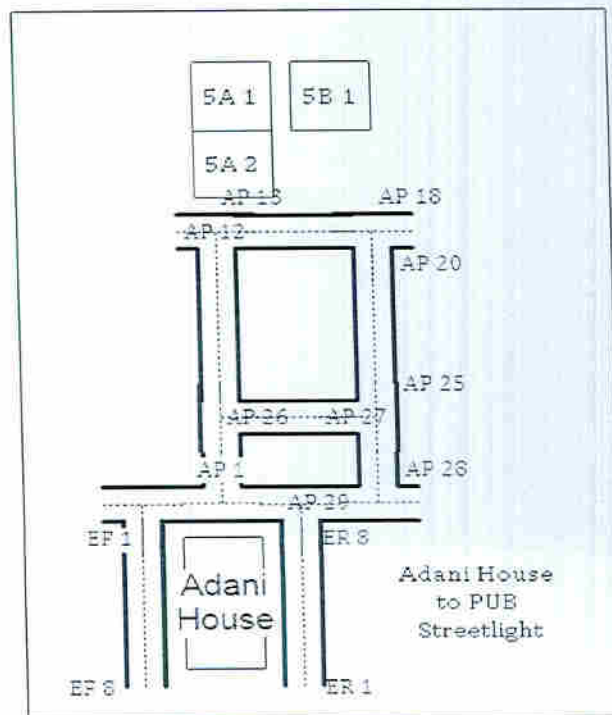 5A 1
5B 1
5A 2
AP 13
AP 18
AP 12
AP 20
AP 25
AP 26
AP 27
AP 1
AP 28
AP 29
EF 1
ER 8
Adani
House
Adani House
to PUB
Streetlight
EF 8
ER 1